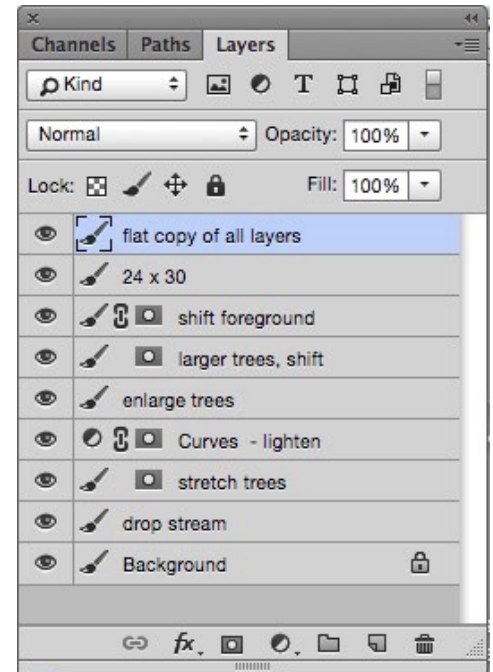 Channels Paths Layers
Kind T
Normal Opacity: 100%
Lock: Fill: 100%
flat copy of all layers
24 x 30
shift foreground
larger trees, shift
enlarge trees
Curves - lighten
stretch trees
drop stream
Background
fx